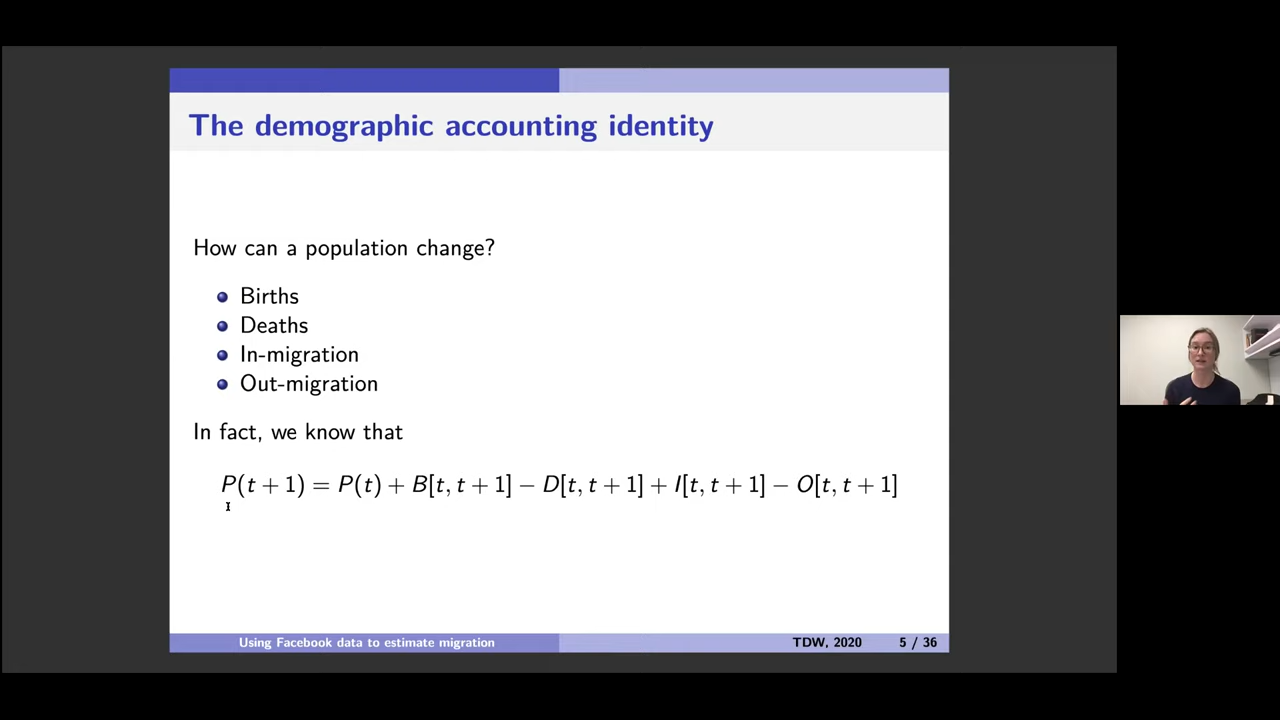 The demographic accounting identity
How can a population change?
Births
Deaths
In-migration
Out-migration
In fact, we know that
P(t + 1) = P(t) + B[t, t + 1] − D[t, t + 1] + I[t, t + 1] − O[t, t + 1]
Using Facebook data to estimate migration
TDW, 2020
5 / 36